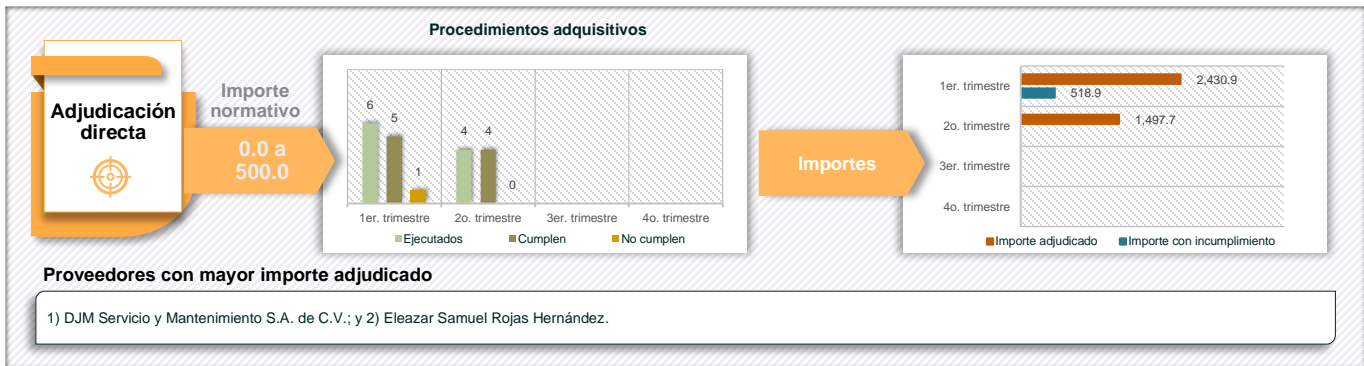 Procedimientos adquisitivos
Adjudicación
directa
Importe
normativo
0.0 a
500.0
6
5
1
4
4
0
1er. trimestre
2o. trimestre
3er. trimestre
4o. trimestre
Ejecutados
Cumplen
No cumplen
Importes
1er. trimestre
2o. trimestre
3er. trimestre
4o. trimestre
2,430.9
518.9
1,497.7
Importe adjudicado
Importe con incumplimiento
Proveedores con mayor importe adjudicado
1) DJM Servicio y Mantenimiento S.A. de C.V.; y 2) Eleazar Samuel Rojas Hernández.